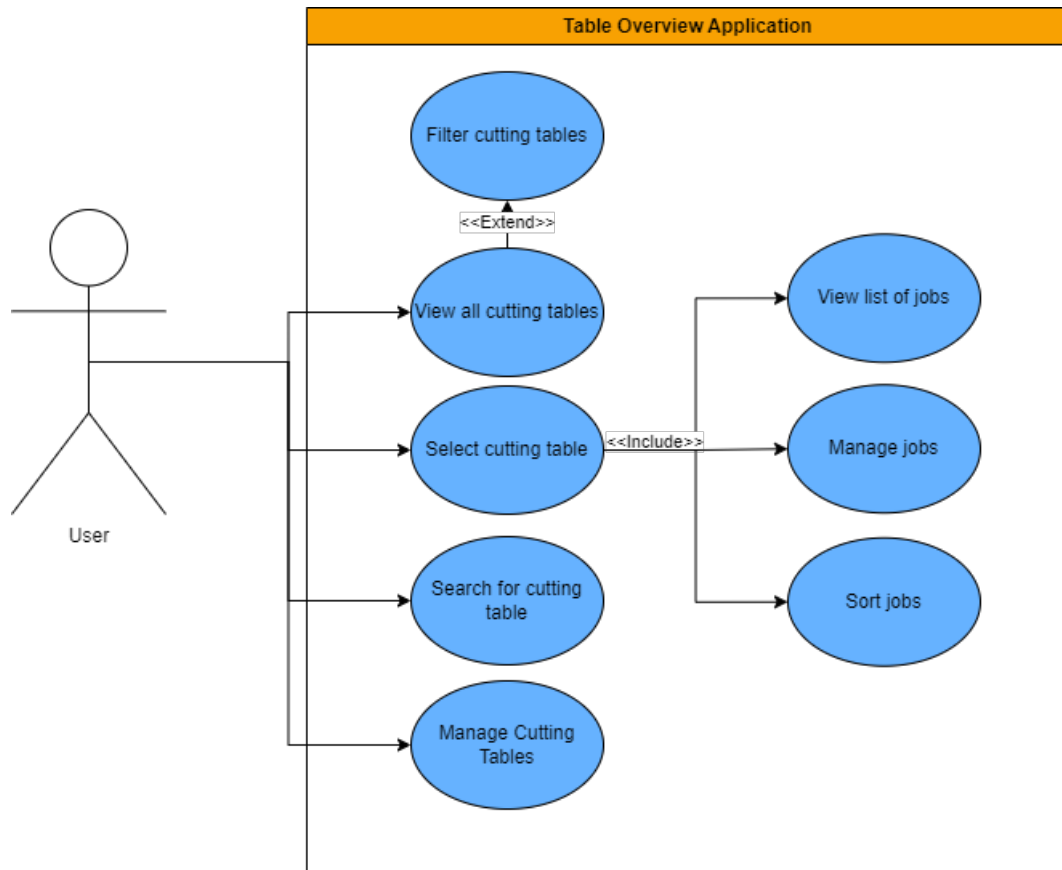 Table Overview Application
Filter cutting tables
<<Extend>>
View all cutting tables
View list of jobs
Select cutting table
<<Include>>
Manage jobs
User
Search for cutting
table
Sort jobs
Manage Cutting
Tables